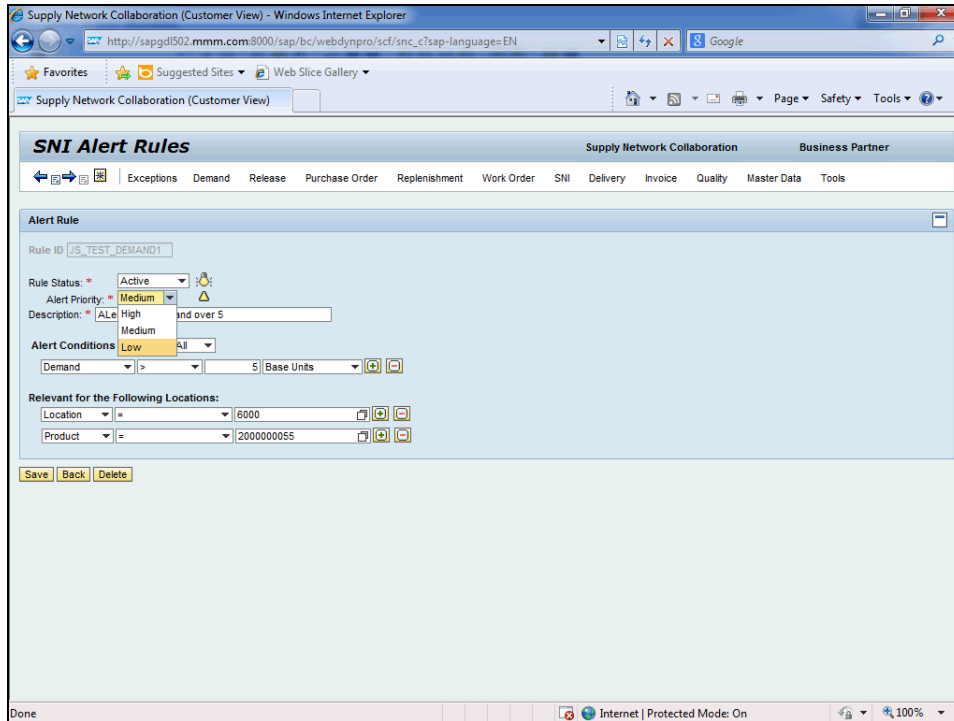 Supply Network Collaboration (Customer View) - Windows Internet Explorer
http://sapgdl502.mmm.com:8000/sap/bc/webdynpro/scf/snc_c?sap-language=EN
Google
Favorites Suggested Sites Web Slice Gallery
Supply Network Collaboration (Customer View) Page Safety Tools
SNI Alert Rules Supply Network Collaboration Business Partner
Exceptions Demand Release Purchase Order Replenishment Work Order SNI Delivery Invoice Quality Master Data Tools
Alert Rule
Rule ID JS_TEST_DEMAND1
Rule Status: * Active
Alert Priority: * Medium
Description: * ALe and over 5
High
Medium
Low
Alert Conditions All
Demand > 5 Base Units
Relevant for the Following Locations:
Location = 6000
Product = 2000000055
Save Back Delete
Done Internet | Protected Mode: On 100%